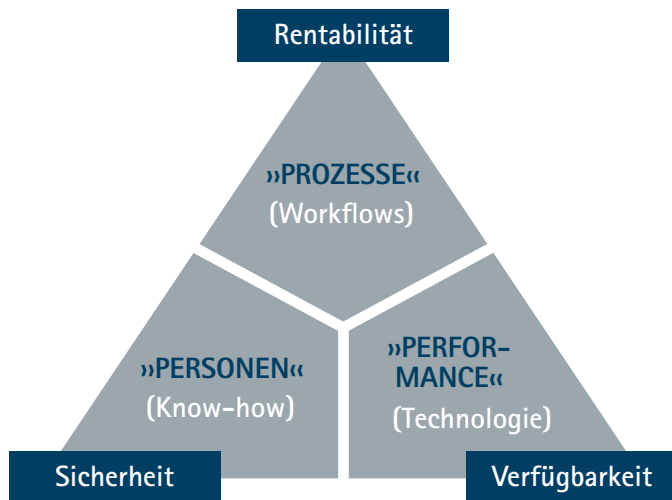 Rentabilität
»PROZESSE«
(Workflows)
»PERSONEN«
(Know-how)
»PERFOR-
MANCE«
(Technologie)
Sicherheit
Verfügbarkeit